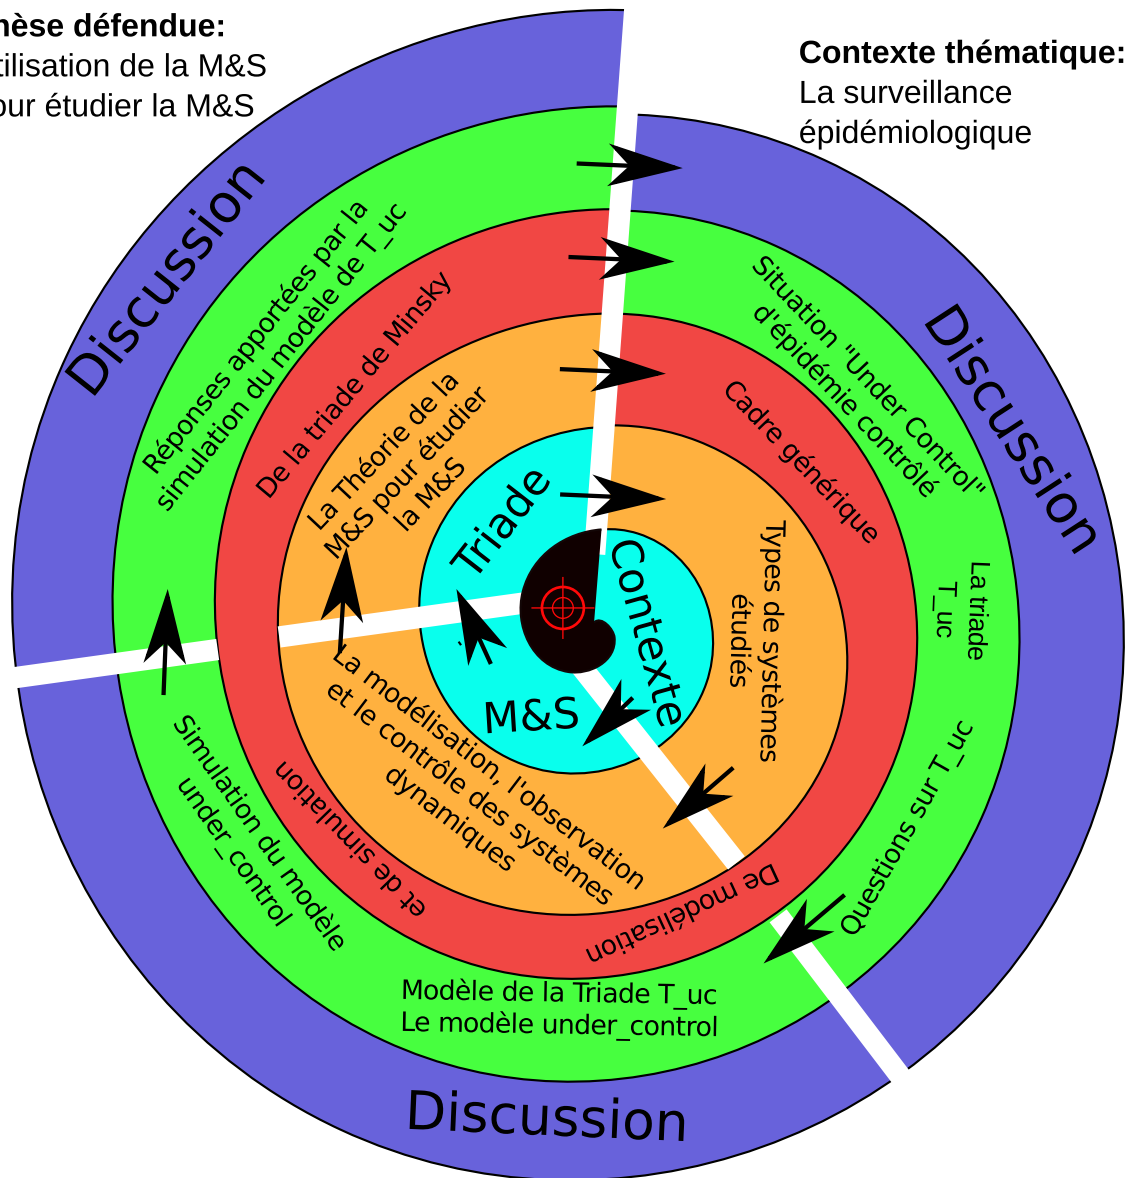 hèse défendue:
tilisation de la M&S
our étudier la M&S
Contexte thématique:
La surveillance
épidémiologique
Discussion
Réponses apportées par la
simulation du modèle de T_uc
De la triade de Minsky
La Théorie de la
M&S pour étudier
la M&S
Triade
Contexte
Types de systèmes
étudiés
Cadre générique
Situation "Under Control"
d'épidémie contrôlé
Discussion
La triade
T_uc
Questions sur T_uc
M&S
La modélisation, l'observation
et le contrôle des systèmes
dynamiques
De modélisation
et de simulation
Simulation du modèle
under_control
Modèle de la Triade T_uc
Le modèle under_control
Discussion